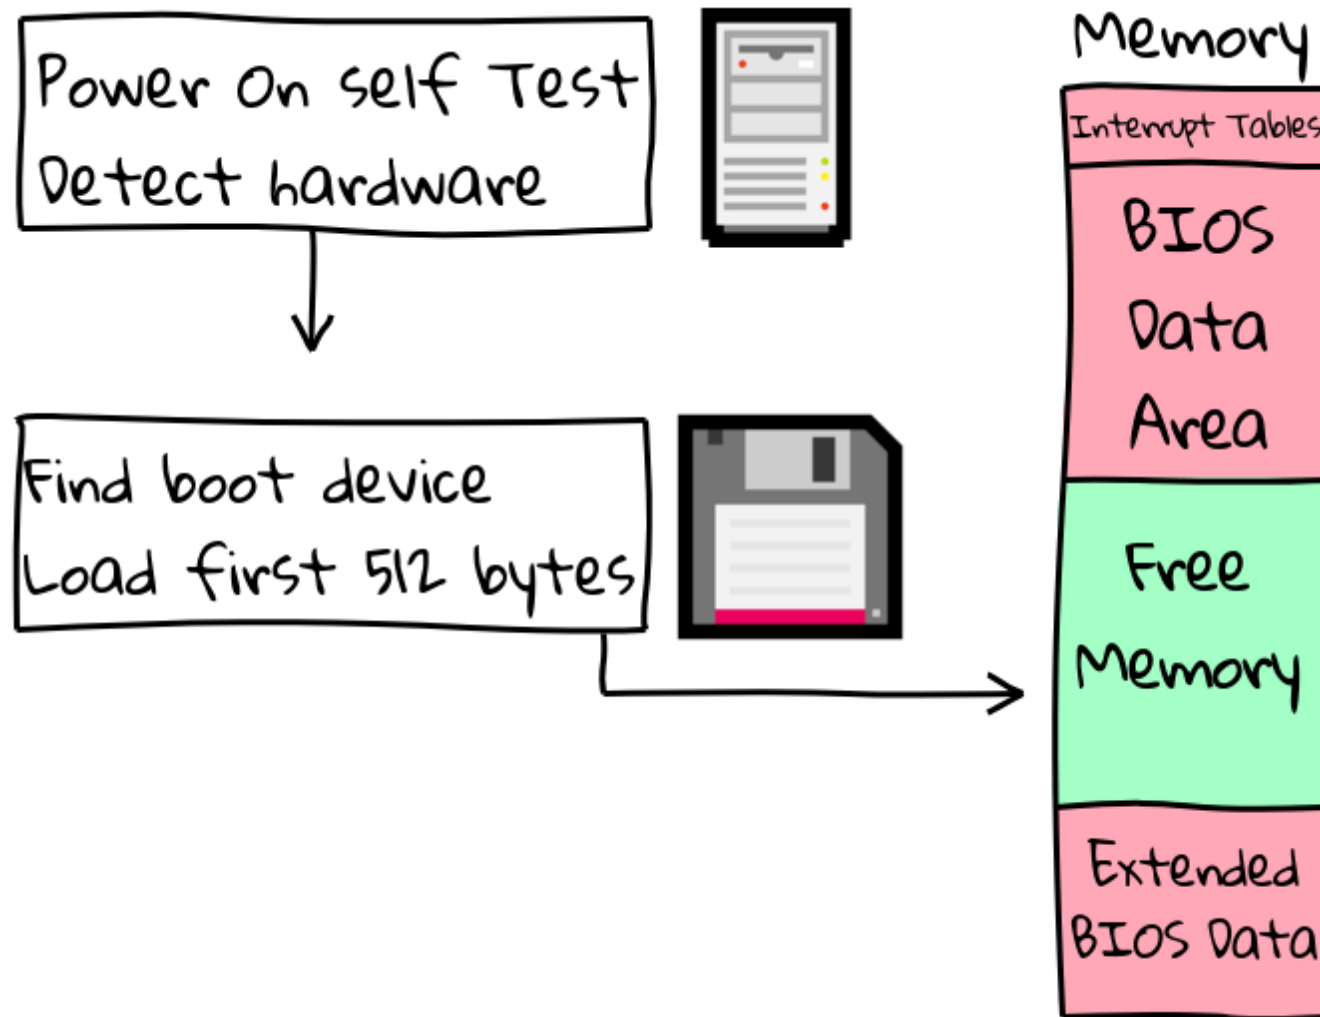 Power On self Test
Detect hardware
Find boot device
Load first 512 bytes
Memory
Interrupt Tables
BIOS
Data
Area
Free
Memory
Extended
BIOS Data